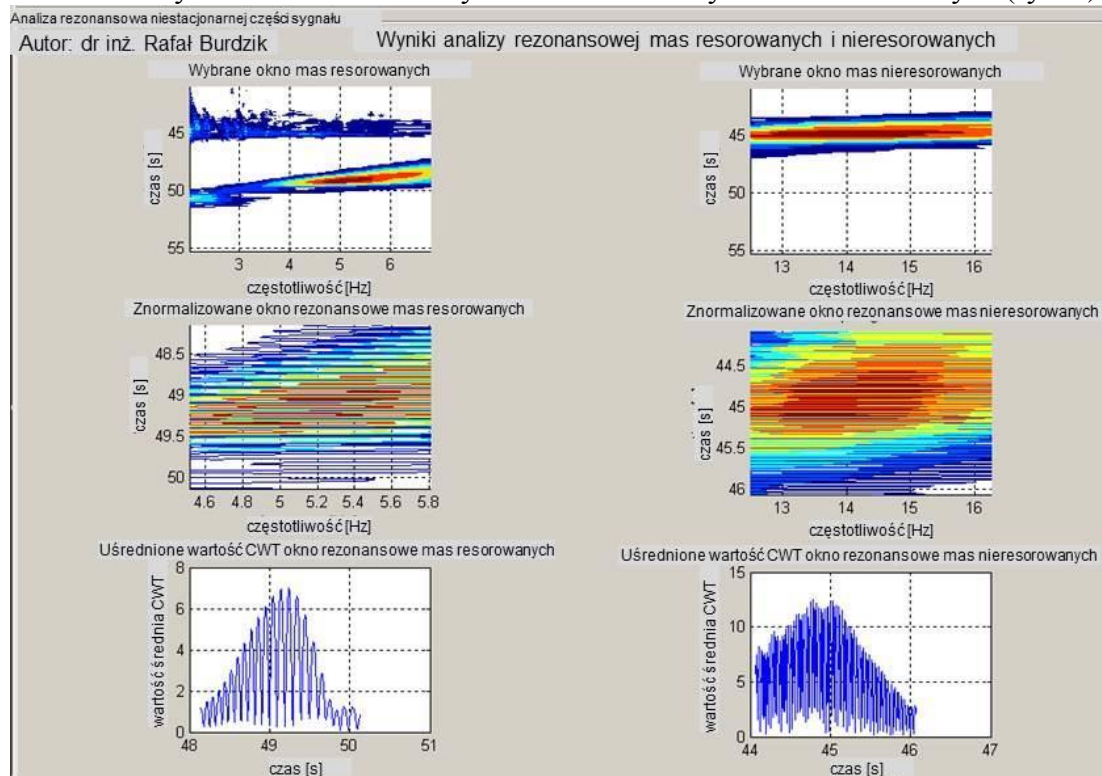 Analiza rezonansowa niestacjonarnej części sygnału
Autor: dr inż. Rafał Burdzik
Wyniki analizy rezonansowej mas resorowanych i nieresorowanych
Wybrane okno mas resorowanych
45
50
55
czas [s]
3 4 5 6
częstotliwość [Hz]
Wybrane okno mas nieresorowanych
45
50
55
czas [s]
13 14 15 16
częstotliwość [Hz]
Znormalizowane okno rezonansowe mas resorowanych
48.5
49
49.5
50
czas [s]
4.6 4.8 5 5.2 5.4 5.6 5.8
częstotliwość [Hz]
Znormalizowane okno rezonansowe mas nieresorowanych
44.5
45
45.5
46
czas [s]
13 14 15 16
częstotliwość [Hz]
Uśrednione wartość CWT okno rezonansowe mas resorowanych
8
6
4
2
0
wartość średnia CWT
48 49 50 51
czas [s]
Uśrednione wartość CWT okno rezonansowe mas nieresorowanych
15
10
5
0
wartość średnia CWT
44 45 46 47
czas [s]